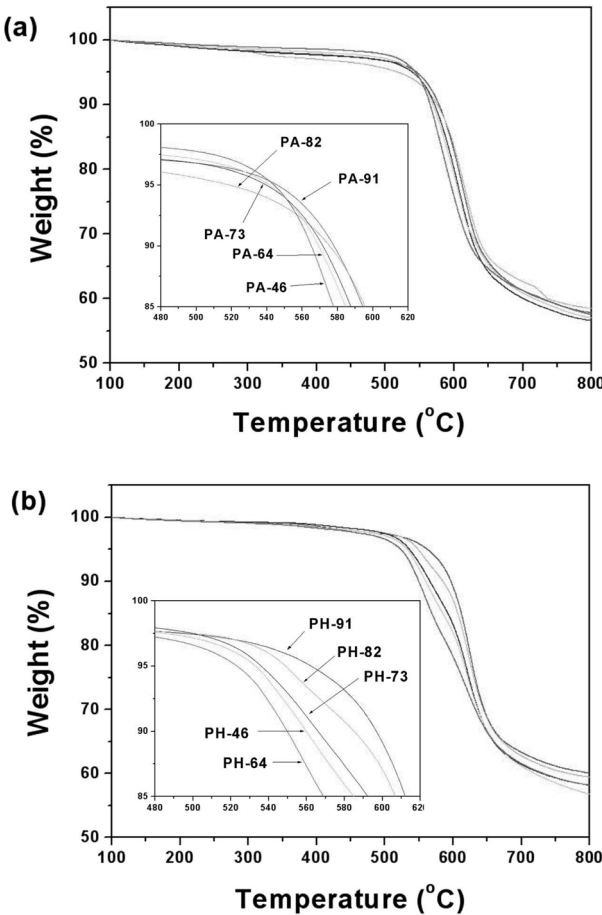 (a)
100
90
80
70
60
50
Weight (%)
100
95
90
85
PA-82
PA-91
PA-73
PA-64
PA-46
480 500 520 540 560 580 600 620
100 200 300 400 500 600 700 800
Temperature (°C)
(b)
100
90
80
70
60
50
Weight (%)
100
95
90
85
PH-91
PH-82
PH-73
PH-46
PH-64
480 500 520 540 560 580 600 620
100 200 300 400 500 600 700 800
Temperature (°C)